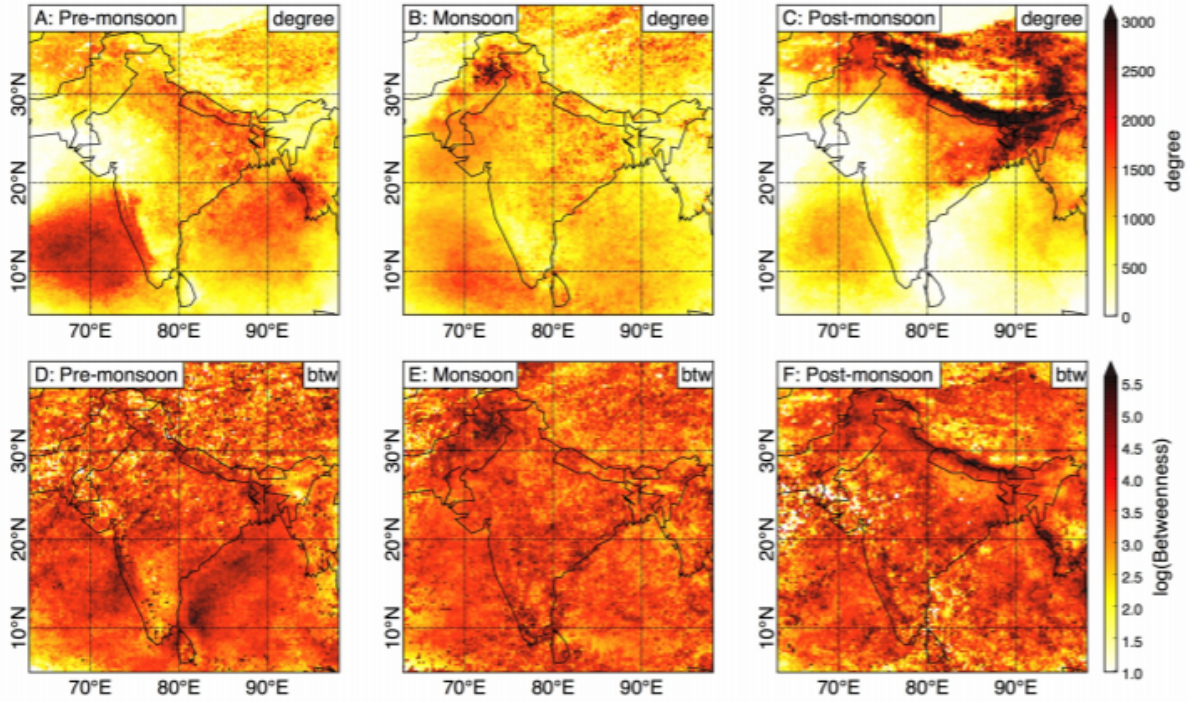 A: Pre-monsoon degree
B: Monsoon degree
C: Post-monsoon degree
30°N
20°N
10°N
70°E 80°E 90°E
30°N
20°N
10°N
70°E 80°E 90°E
30°N
20°N
10°N
70°E 80°E 90°E
3000
2500
2000
1500
1000
500
0
degree
D: Pre-monsoon btw
E: Monsoon btw
F: Post-monsoon btw
30°N
20°N
10°N
70°E 80°E 90°E
30°N
20°N
10°N
70°E 80°E 90°E
30°N
20°N
10°N
70°E 80°E 90°E
5.5
5.0
4.5
4.0
3.5
3.0
2.5
2.0
1.5
1.0
log(Betweenness)